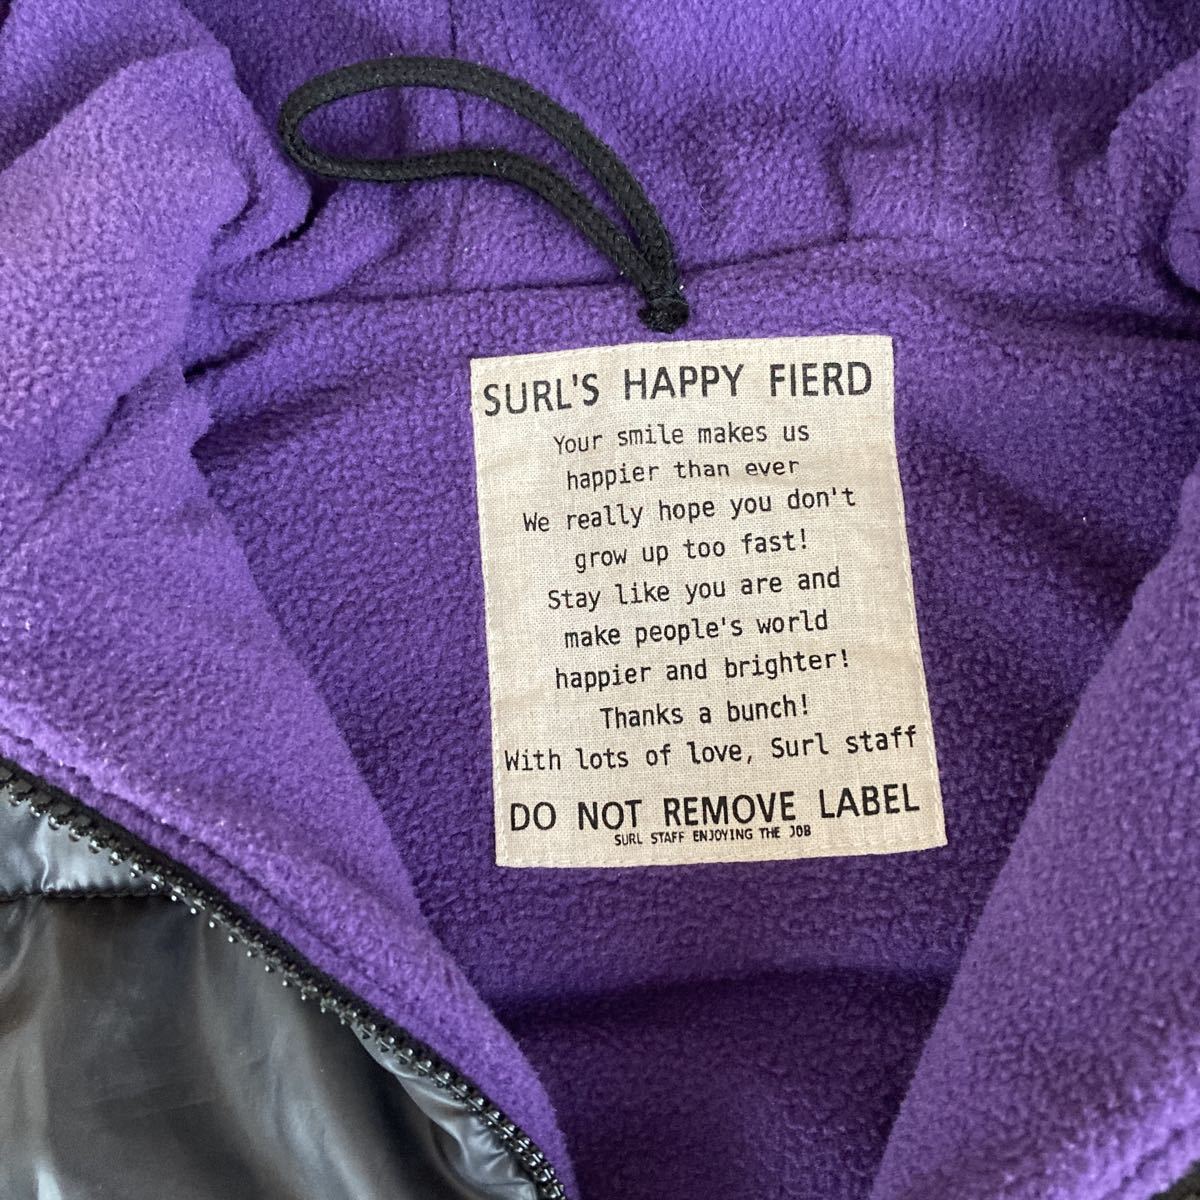 SURL'S HAPPY FIERD
Your smile makes us
happier than ever
We really hope you don't
grow up too fast!
Stay like you are and
make people's world
happier and brighter!
Thanks a bunch!
With lots of love, Surl staff
DO NOT REMOVE LABEL
SURL STAFF ENJOYING THE JOB